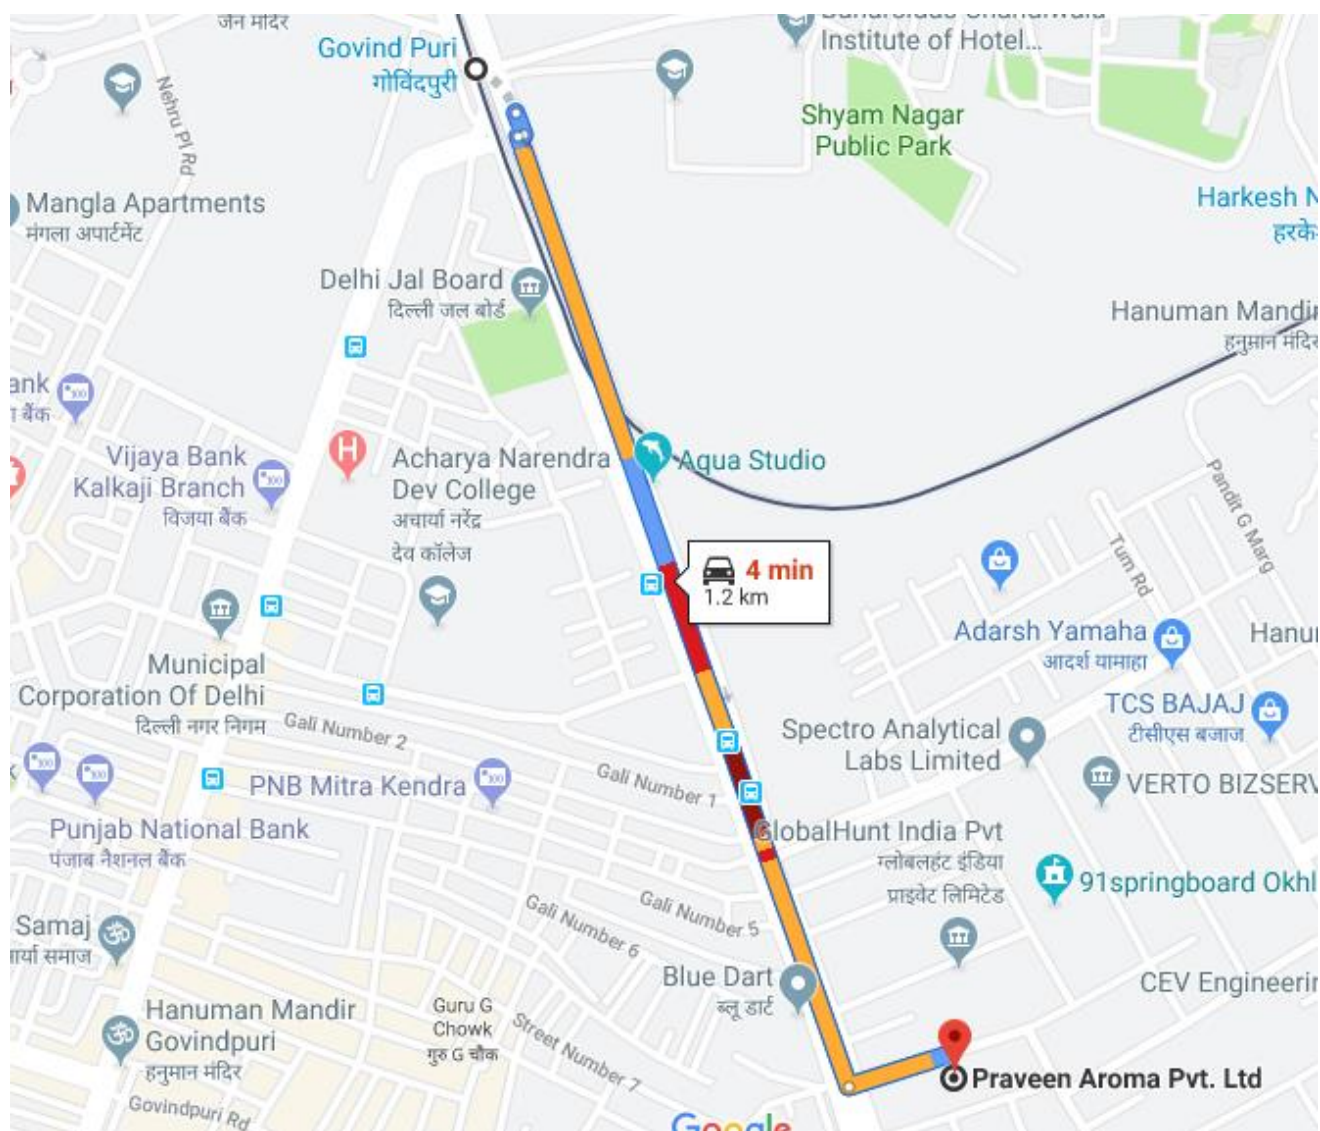 जैन मंदिर
Institute of Hotel...
Govind Puri
गोविंदपुरी
Nehru Pl Rd
Shyam Nagar
Public Park
Mangla Apartments
मंगला अपार्टमेंट
Harkesh N
हरके
Delhi Jal Board
दिल्ली जल बोर्ड
Hanuman Mandir
हनुमान मंदिर
ank
बैंक
Vijaya Bank
Kalkaji Branch
विजया बैंक
Acharya Narendra
Dev College
अचार्या नरेंद्र
देव कॉलेज
Aqua Studio
Pandit G Marg
Tum Rd
4 min
1.2 km
Adarsh Yamaha
आदर्श यामाहा
Hanu
Municipal
Corporation Of Delhi
दिल्ली नगर निगम
Gali Number 2
TCS BAJAJ
टीसीएस बजाज
Spectro Analytical
Labs Limited
PNB Mitra Kendra
Gali Number 1
VERTO BIZSERV
Punjab National Bank
पंजाब नैशनल बैंक
GlobalHunt India Pvt
ग्लोबलहंट इंडिया
प्राइवेट लिमिटेड
91springboard Okhl
Samaj
र्या समाज
Gali Number 5
Gali Number 6
Blue Dart
ब्लू डार्ट
CEV Engineerin
Hanuman Mandir
Govindpuri
हनुमान मंदिर
Guru G
Chowk
गुरु G चौक
Street Number 7
Praveen Aroma Pvt. Ltd
Govindpuri Rd
Google